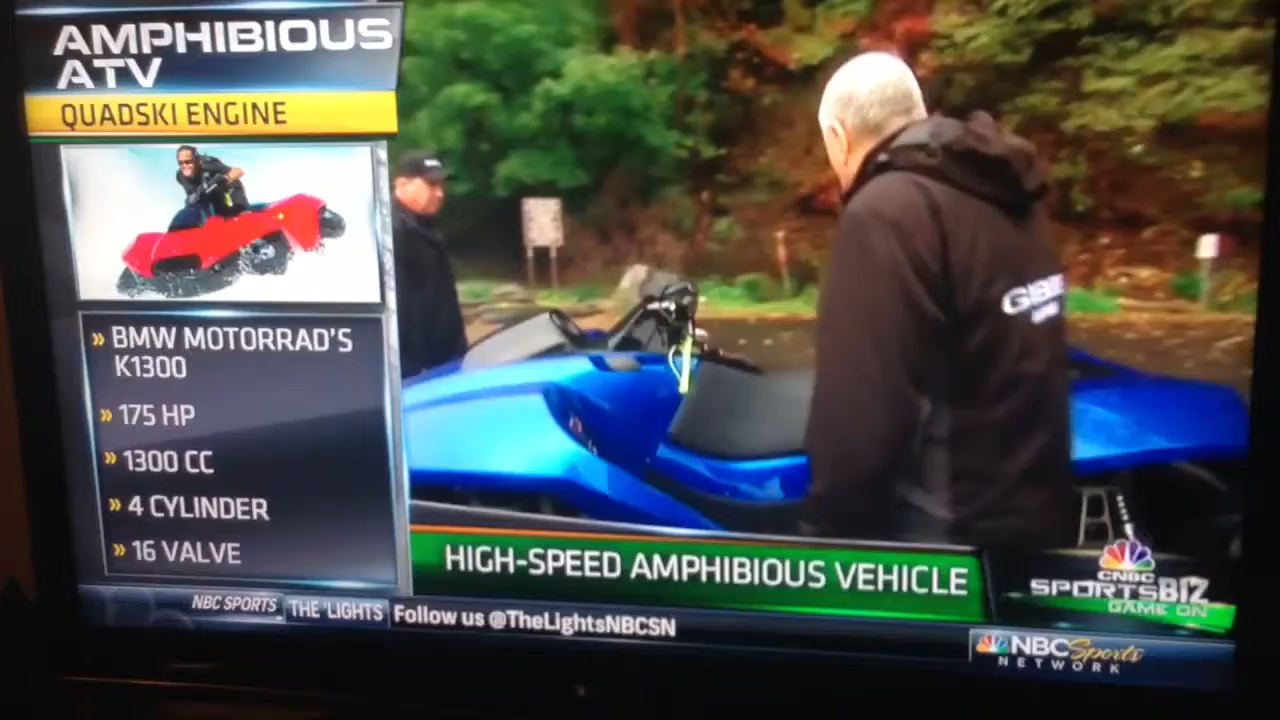 AMPHIBIOUS
ATV
QUADSKI ENGINE
» BMW MOTORRAD'S
K1300
» 175 HP
» 1300 CC
» 4 CYLINDER
» 16 VALVE
HIGH-SPEED AMPHIBIOUS VEHICLE
CNBC
SPORTSBIZ
GAME ON
NBC SPORTS THE 'LIGHTS Follow us @TheLightsNBCSN
NBC Sports
NETWORK